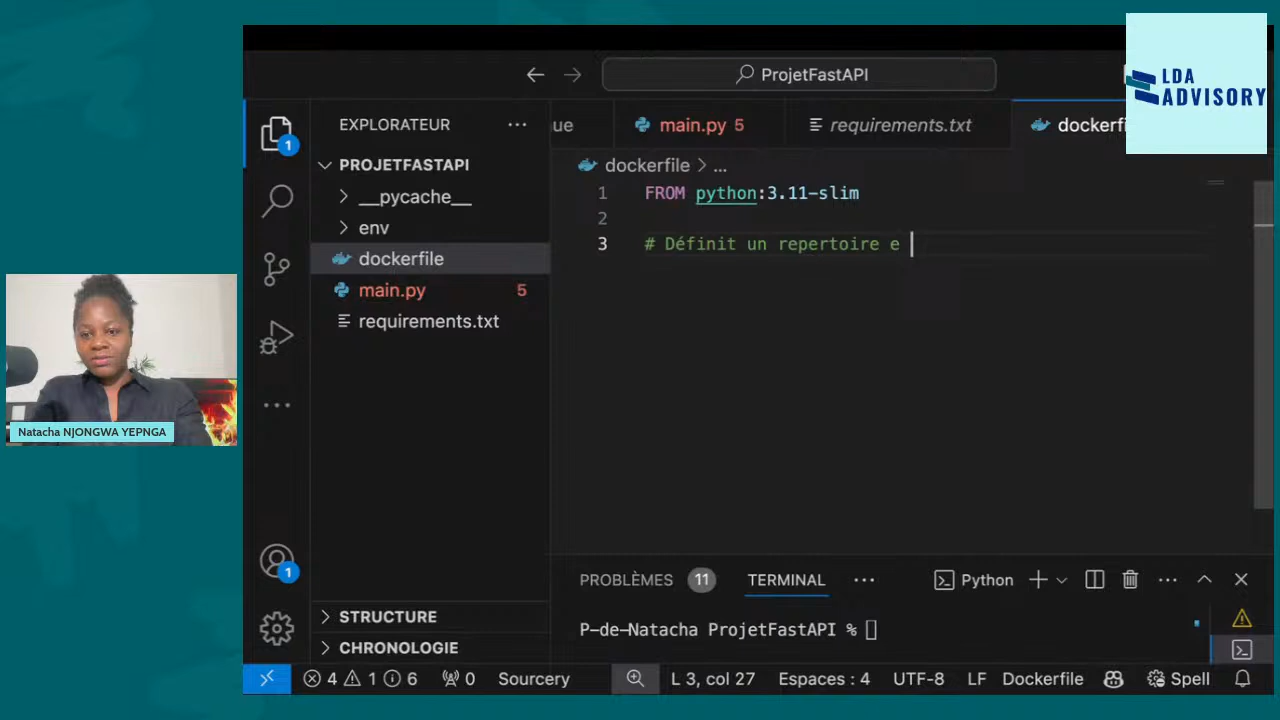 ProjetFastAPI
LDA
ADVISORY
EXPLORATEUR
ue
main.py 5
requirements.txt
dockerf
PROJETFASTAPI
dockerfile > ...
__pycache__
env
dockerfile
main.py 5
requirements.txt
1 FROM python:3.11-slim
2
3 # Définit un repertoire e
1
Natacha NJONGWA YEPNGA
1
STRUCTURE
CHRONOLOGIE
PROBLÈMES 11 TERMINAL ... Python
P-de-Natacha ProjetFastAPI %
4 1 6 0 Sourcery L 3, col 27 Espaces : 4 UTF-8 LF Dockerfile Spell